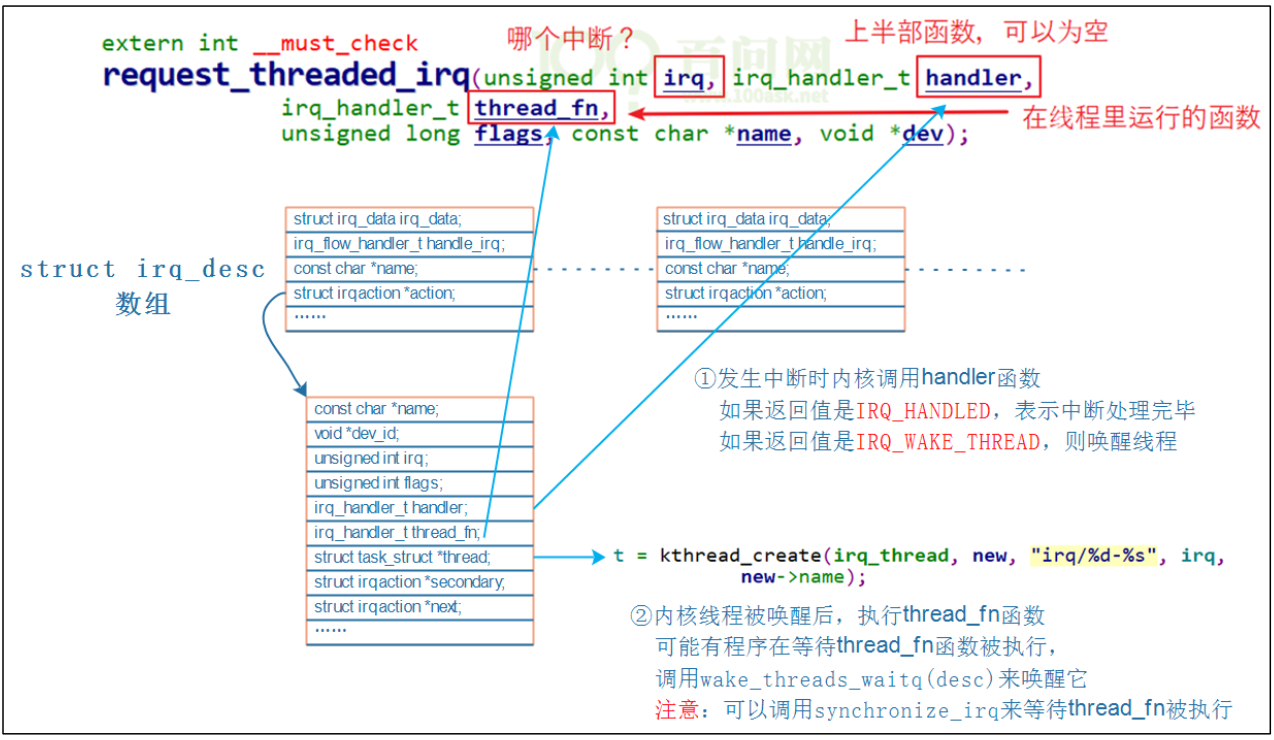 extern int __must_check
哪个中断？
上半部函数，可以为空
百问网
www.100ask.net
request_threaded_irq(unsigned int irq, irq_handler_t handler,
irq_handler_t thread_fn,
在线程里运行的函数
unsigned long flags, const char *name, void *dev);
struct irq_data irq_data;
irq_flow_handler_t handle_irq;
const char *name;
struct irqaction *action;
······
struct irq_data irq_data;
irq_flow_handler_t handle_irq;
const char *name;
struct irqaction *action;
······
struct irq_desc
数组
const char *name;
void *dev_id;
unsigned int irq;
unsigned int flags;
irq_handler_t handler;
irq_handler_t thread_fn;
struct task_struct *thread;
struct irqaction *secondary;
struct irqaction *next;
······
①发生中断时内核调用handler函数
如果返回值是IRQ_HANDLED，表示中断处理完毕
如果返回值是IRQ_WAKE_THREAD，则唤醒线程
t = kthread_create(irq_thread, new, "irq/%d-%s", irq,
new->name);
②内核线程被唤醒后，执行thread_fn函数
可能有程序在等待thread_fn函数被执行，
调用wake_threads_waitq(desc)来唤醒它
注意：可以调用synchronize_irq来等待thread_fn被执行